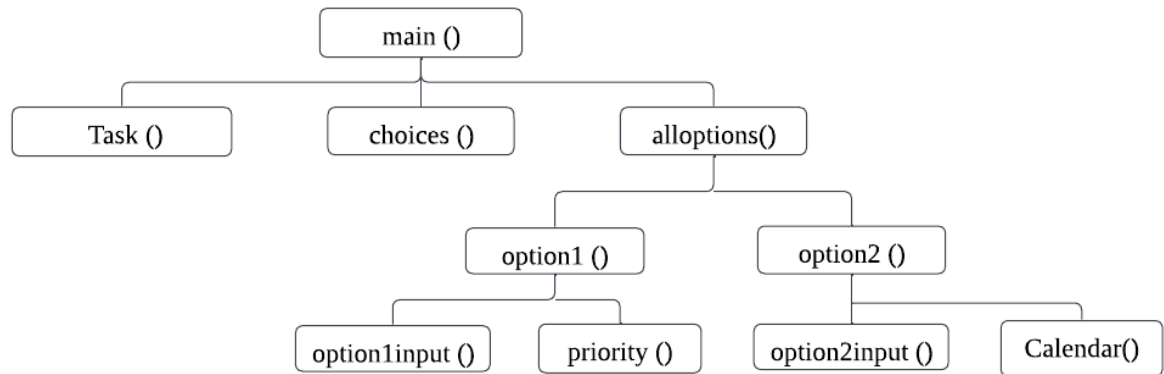 main ()
Task ()
choices ()
alloptions()
option1 ()
option2 ()
option1input ()
priority ()
option2input ()
Calendar()